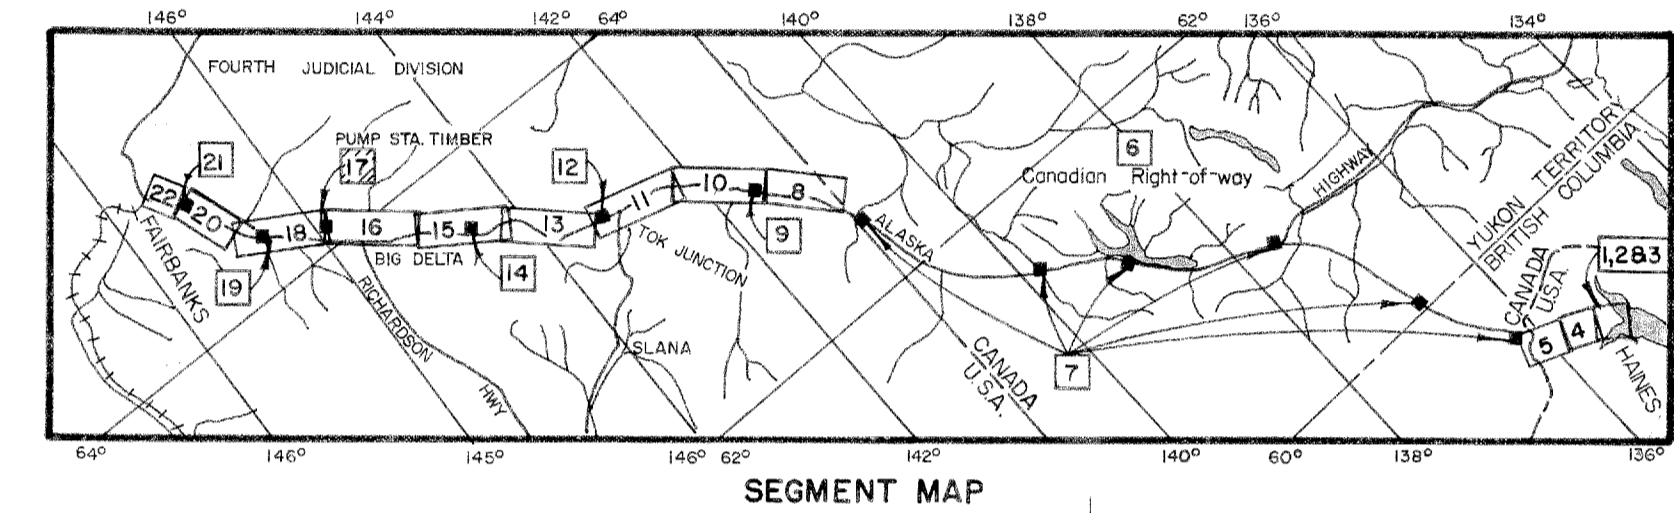 146° 144° 142° 64° 140° 138° 62° 136° 134°
FOURTH JUDICIAL DIVISION
PUMP STA. TIMBER
21
17
12
6
Canadian Right-of-way
HIGHWAY
YUKON TERRITORY
BRITISH COLUMBIA
22
20
18
16
15
13
11
10
8
9
19
14
FAIRBANKS
BIG DELTA
RICHARDSON
HWY
TOK JUNCTION
SLANA
ALASKA
CANADA
U.S.A.
7
CANADA
U.S.A.
1,2&3
5
4
HAINES
64° 146° 145° 146° 62° 142° 140° 60° 138° 136°
SEGMENT MAP